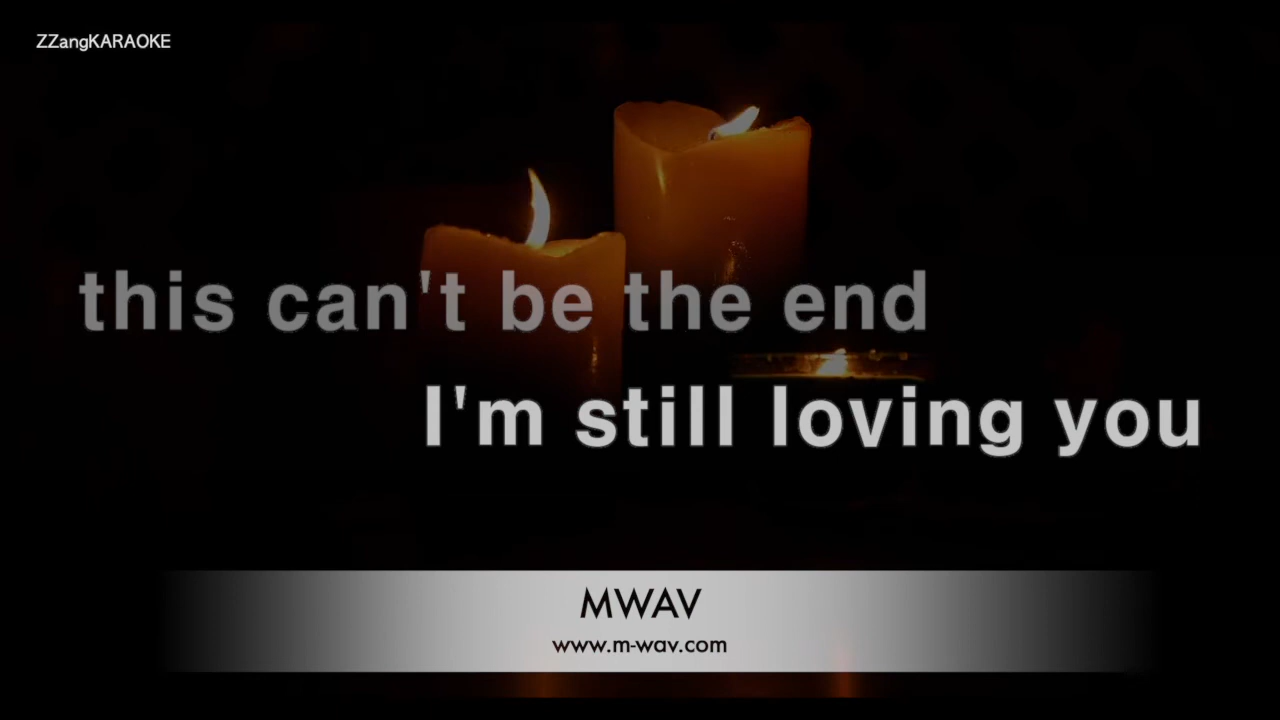 ZZangKARAOKE
this can't be the end
I'm still loving you
MWAV
www.m-wav.com